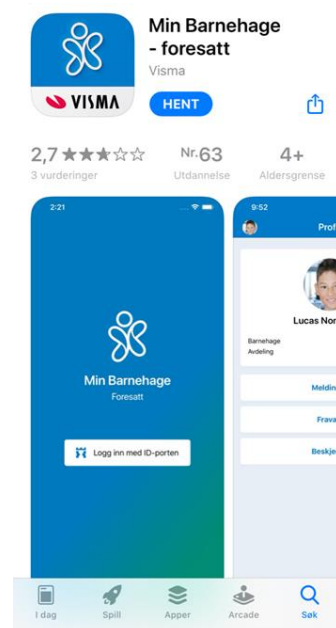 Min Barnehage
- foresatt
Visma
VISMA
HENT
2,7
Nr.63
4+
3 vurderinger
Utdannelse
Aldersgrense
2:21
9:52
Prof
Lucas Nor
Barnehage
Avdeling
Min Barnehage
Foresatt
Meldin
Frava
Logg inn med ID-porten
Beskje
I dag
Spill
Apper
Arcade
Søk